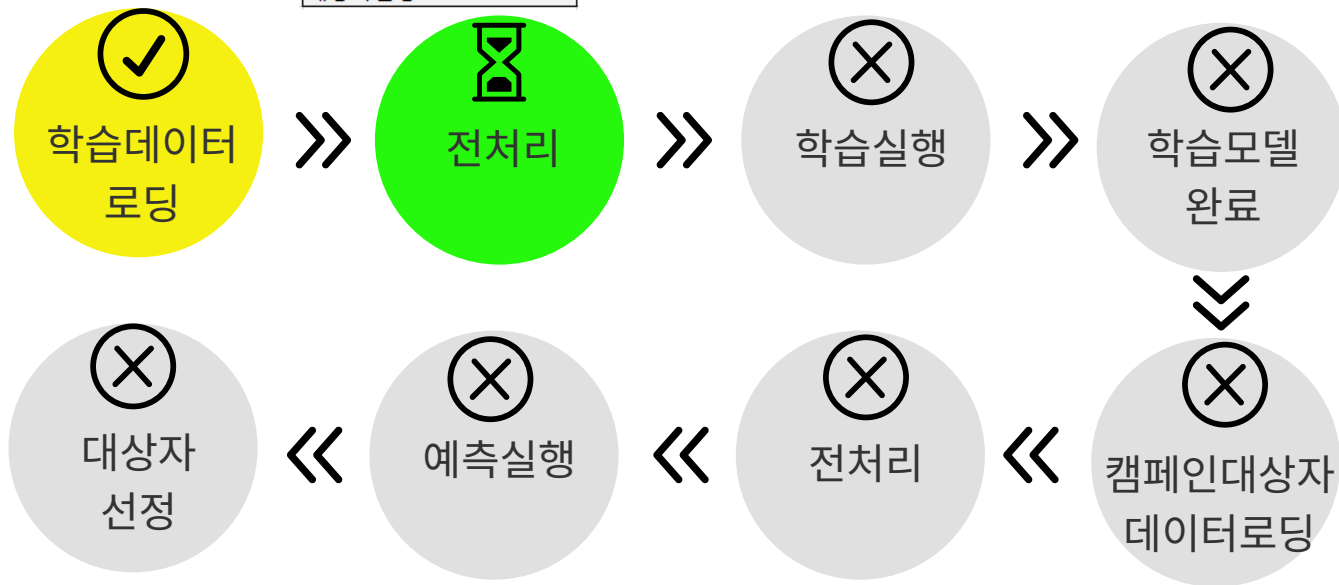 학습데이터
로딩
전처리
학습실행
학습모델
완료
대상자
선정
예측실행
전처리
캠페인대상자
데이터로딩